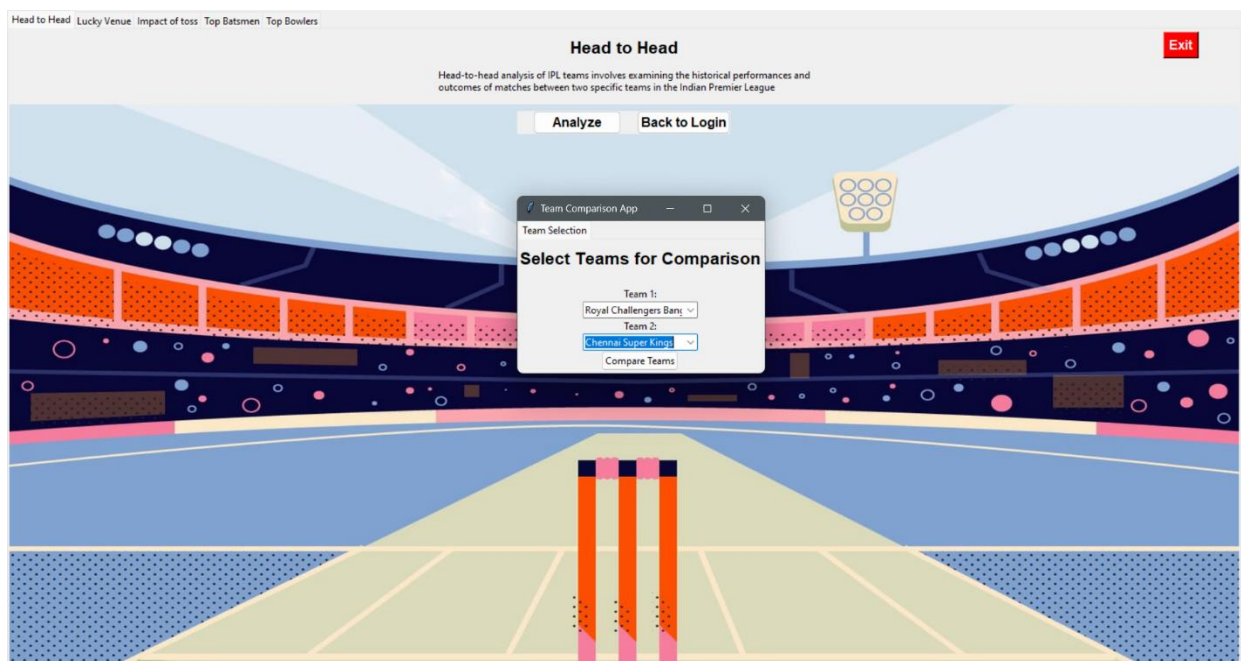 Head to Head Lucky Venue Impact of toss Top Batsmen Top Bowlers
Head to Head
Exit
Head-to-head analysis of IPL teams involves examining the historical performances and
outcomes of matches between two specific teams in the Indian Premier League
Analyze Back to Login
Team Comparison App
Team Selection
Select Teams for Comparison
Team 1:
Royal Challengers Bang
Team 2:
Chennai Super Kings
Compare Teams